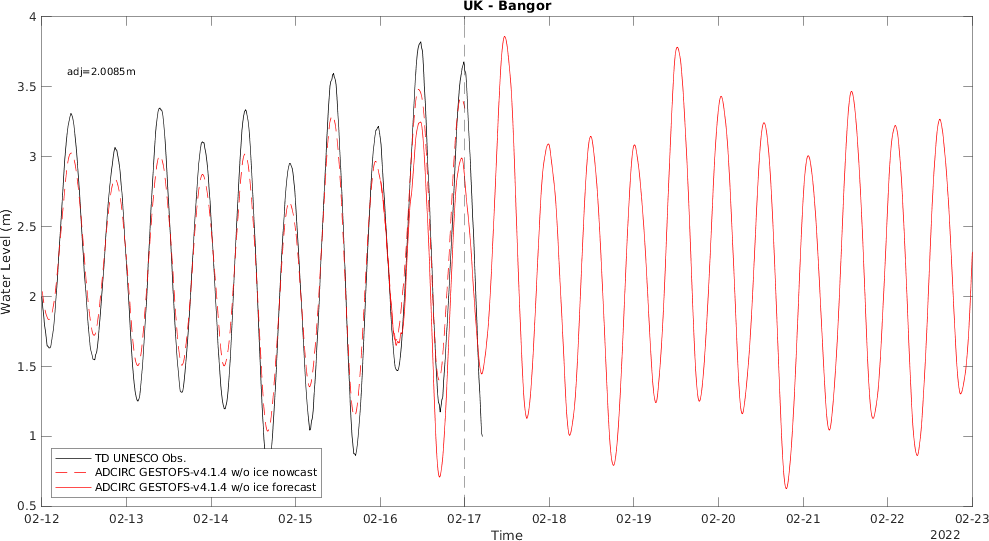 UK - Bangor
adj=2.0085m
Water Level (m)
4
3.5
3
2.5
2
1.5
1
0.5
TD UNESCO Obs.
ADCIRC GESTOFS-v4.1.4 w/o ice nowcast
ADCIRC GESTOFS-v4.1.4 w/o ice forecast
02-12 02-13 02-14 02-15 02-16 02-17 02-18 02-19 02-20 02-21 02-22 02-23
Time
2022